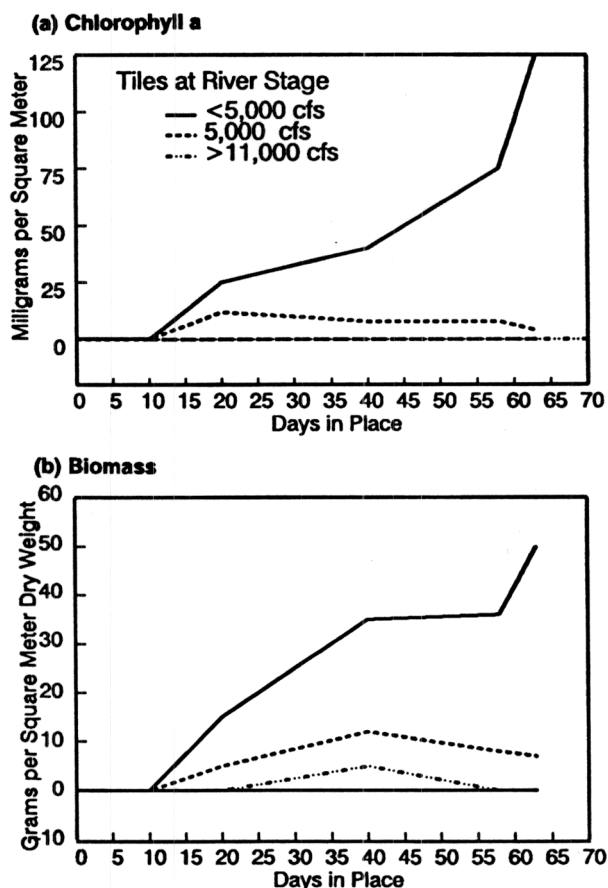 (a) Chlorophyll a
125
Tiles at River Stage
<5,000 cfs
5,000 cfs
>11,000 cfs
100
75
50
25
0
Milligrams per Square Meter
0 5 10 15 20 25 30 35 40 45 50 55 60 65 70
Days in Place
(b) Biomass
60
50
40
30
20
10
0
10
Grams per Square Meter Dry Weight
0 5 10 15 20 25 30 35 40 45 50 55 60 65 70
Days in Place